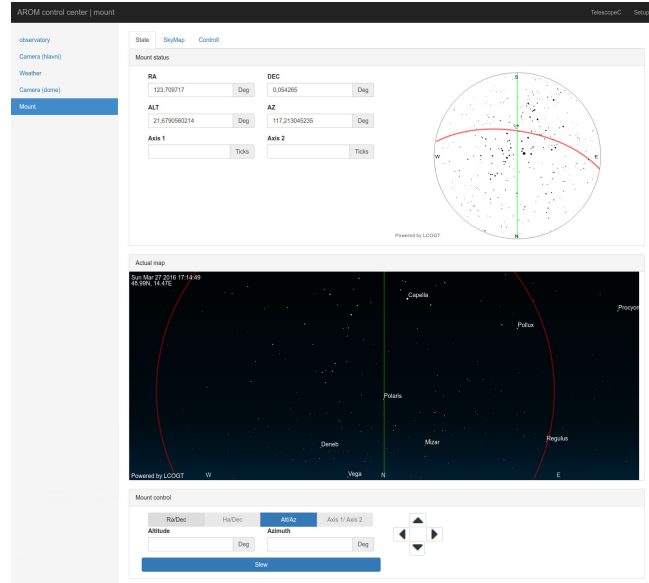 AROM control center | mount
TelescopeC Setup
observatory
Camera (hlavni)
Weather
Camera (dome)
Mount
State SkyMap Controll
Mount status
RA DEC
123,709717 Deg 0,054265 Deg
ALT AZ
21,6790560214 Deg 117,213045235 Deg
Axis 1 Axis 2
Ticks Ticks
S
W E
N
Powered by LCOGT
Actual map
Sun Mar 27 2016 17:14:49
48.99N, 14.47E
Capella
Procyon
Pollux
Polaris
Deneb Mizar Regulus
Powered by LCOGT W Vega N E
Mount control
Ra/Dec Ha/Dec Alt/Az Axis 1/ Axis 2
Altitude Azimuth
Deg Deg
Slew